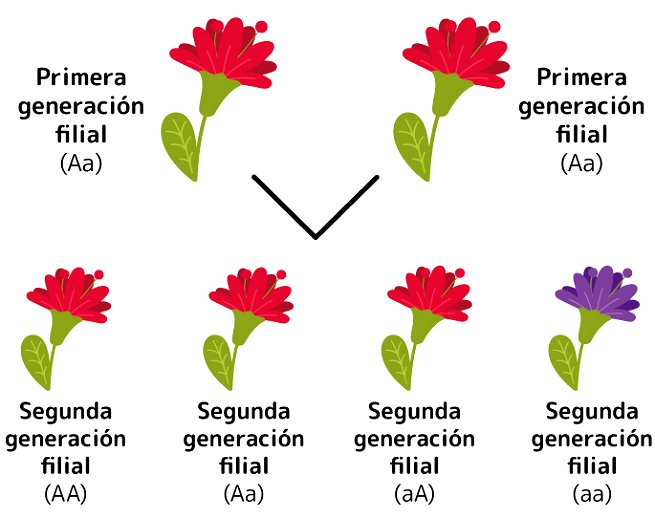 Primera
generación
filial
(Aa)
Primera
generación
filial
(Aa)
Segunda
generación
filial
(AA)
Segunda
generación
filial
(Aa)
Segunda
generación
filial
(aA)
Segunda
generación
filial
(aa)